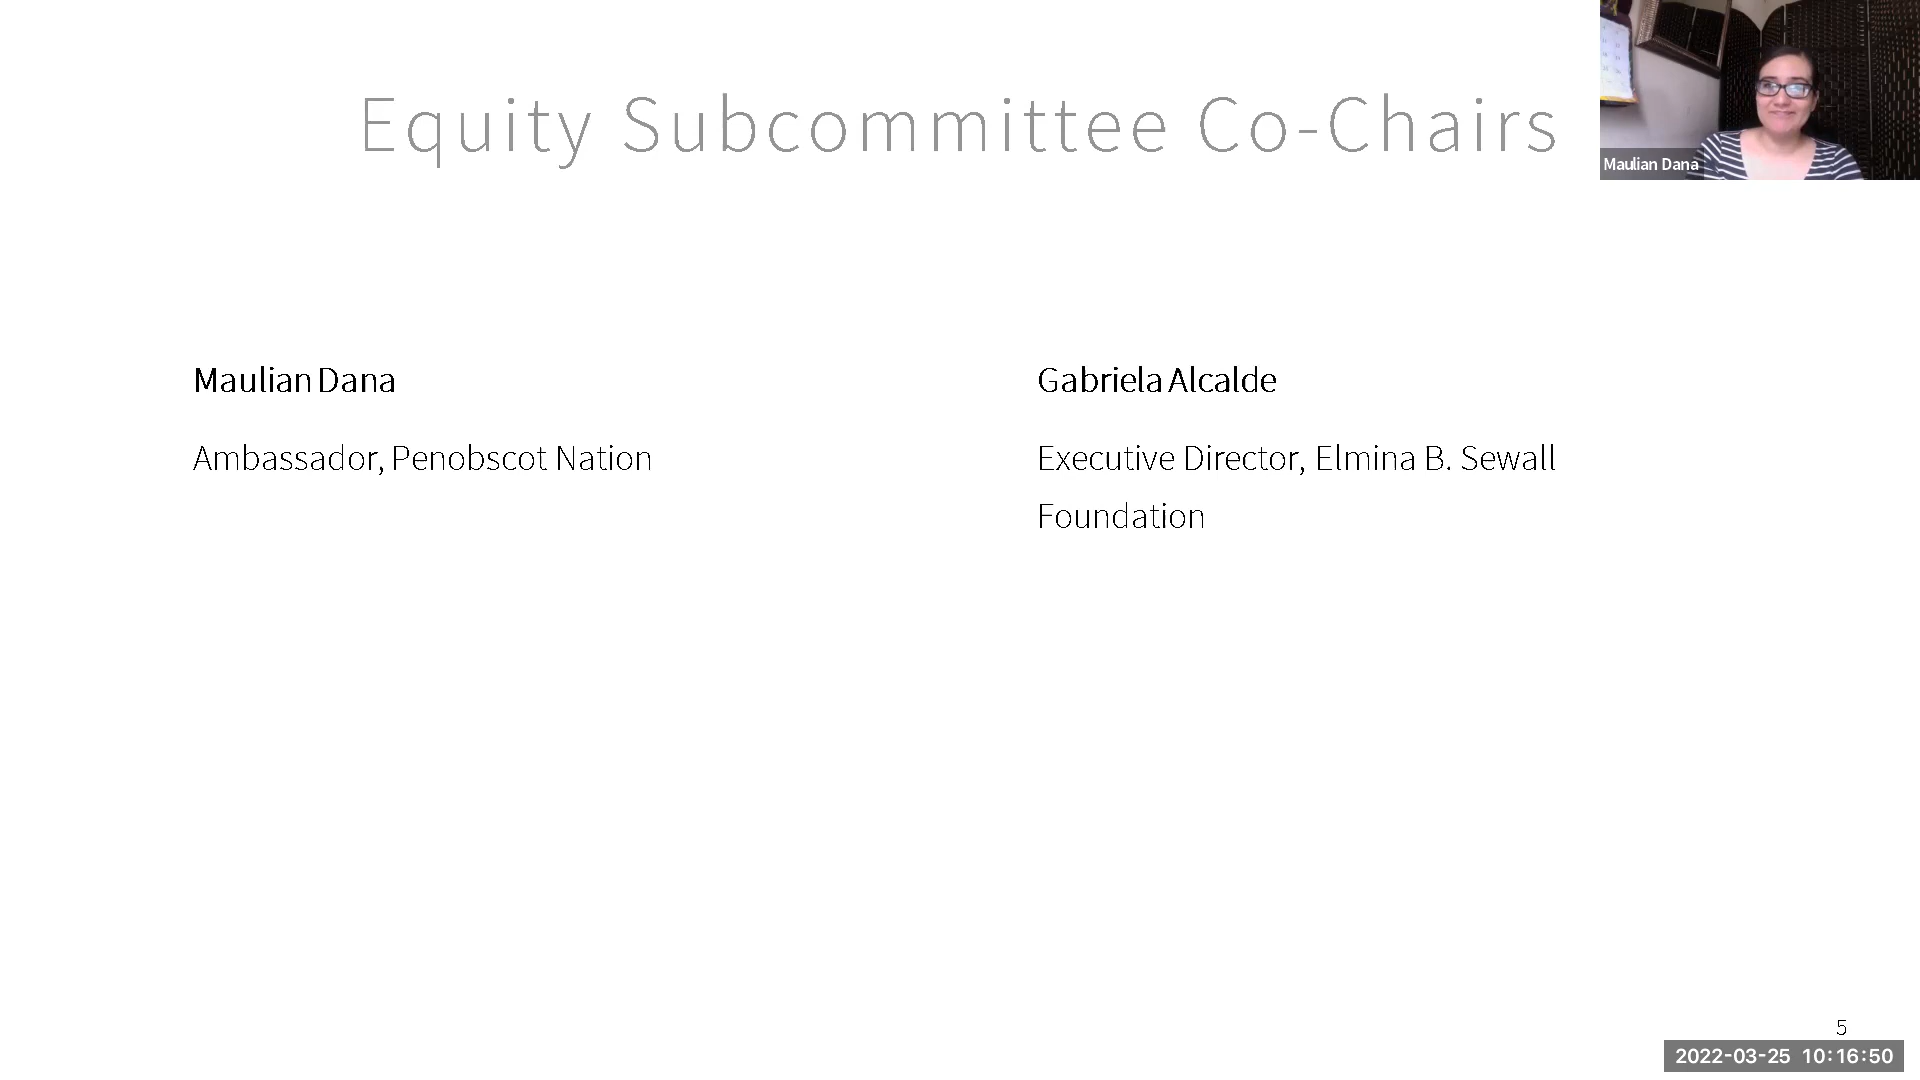 Equity Subcommittee Co-Chairs
Maulian Dana
Maulian Dana
Ambassador, Penobscot Nation
Gabriela Alcalde
Executive Director, Elmina B. Sewall
Foundation
5
2022-03-25 10:16:50